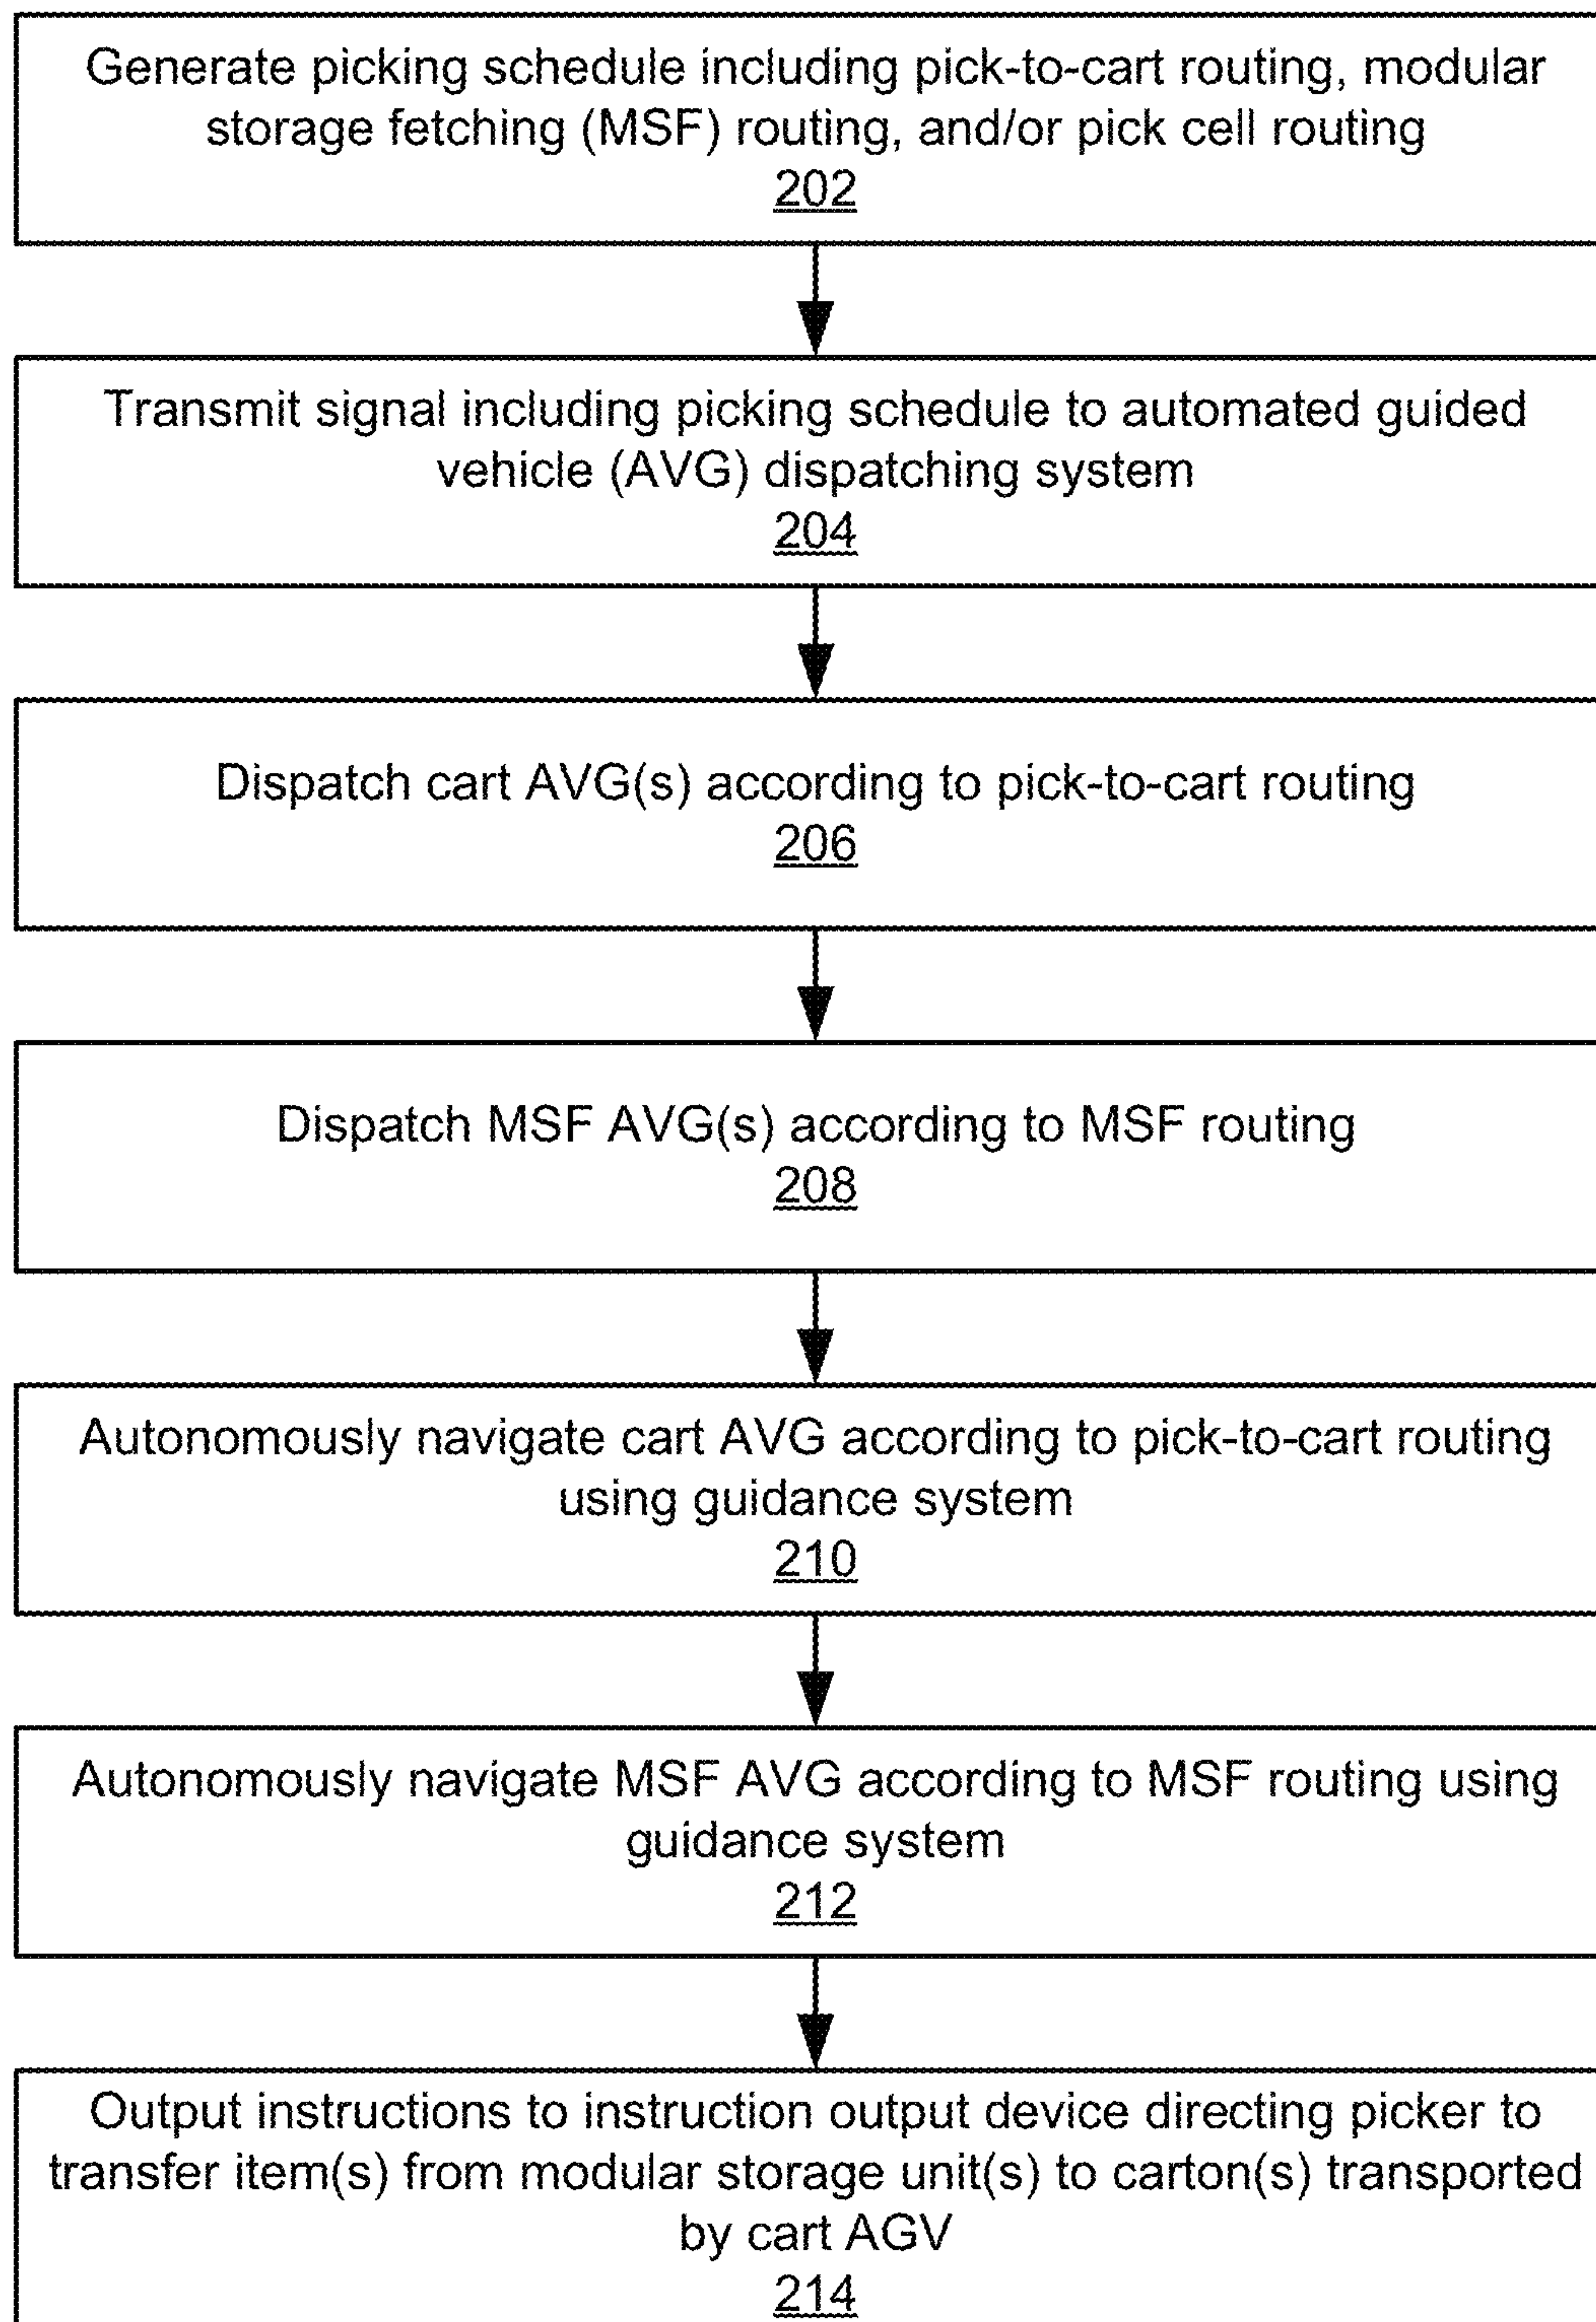 Generate picking schedule including pick-to-cart routing, modular
storage fetching (MSF) routing, and/or pick cell routing
202
Transmit signal including picking schedule to automated guided
vehicle (AVG) dispatching system
204
Dispatch cart AVG(s) according to pick-to-cart routing
206
Dispatch MSF AVG(s) according to MSF routing
208
Autonomously navigate cart AVG according to pick-to-cart routing
using guidance system
210
Autonomously navigate MSF AVG according to MSF routing using
guidance system
212
Output instructions to instruction output device directing picker to
transfer item(s) from modular storage unit(s) to carton(s) transported
by cart AGV
214